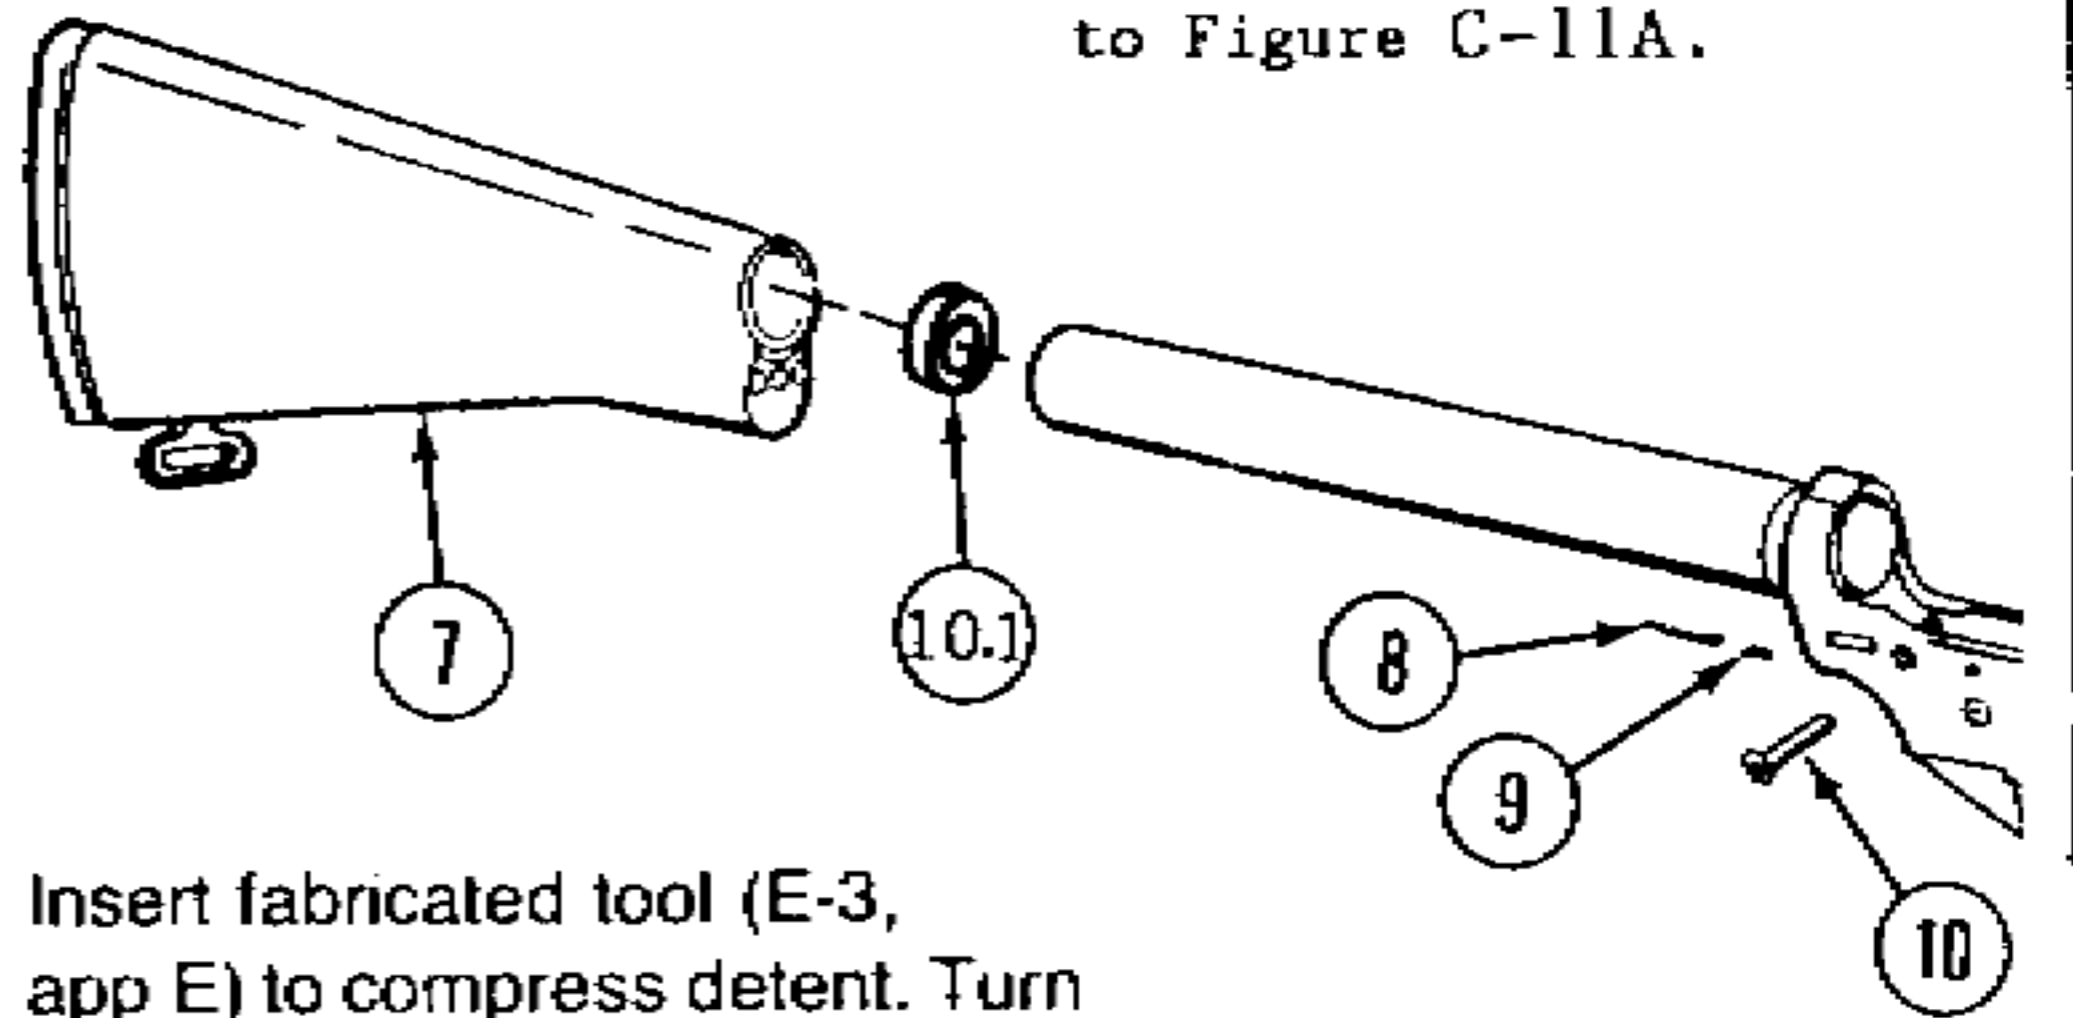 to Figure C-11A.
7
10.1
8
9
10
Insert fabricated tool (E-3,
app E) to compress detent. Turn